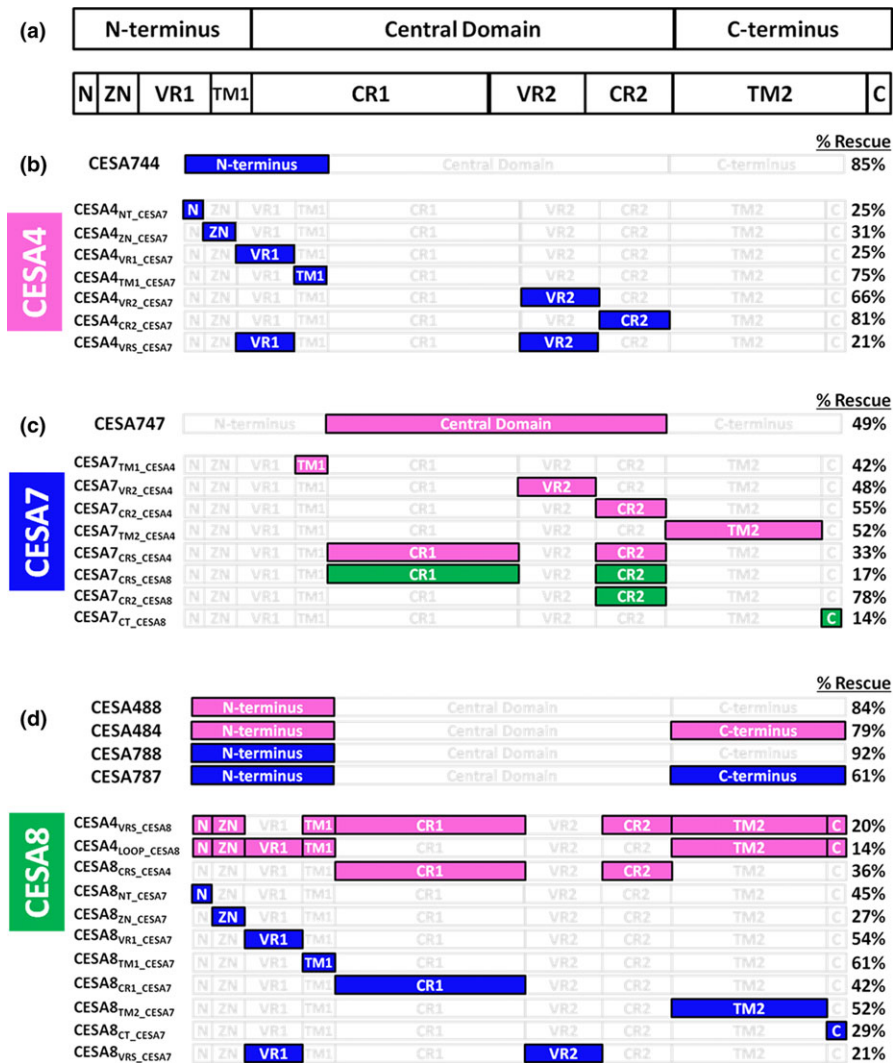 (a)
N-terminus Central Domain C-terminus
N ZN VR1 TM1 CR1 VR2 CR2 TM2 C
% Rescue
(b)
CESA744 N-terminus Central Domain C-terminus 85%
CESA4
CESA4NT_CESA7 N ZN VR1 TM1 CR1 VR2 CR2 TM2 C 25%
CESA4ZN_CESA7 N ZN VR1 TM1 CR1 VR2 CR2 TM2 C 31%
CESA4VR1_CESA7 N ZN VR1 TM1 CR1 VR2 CR2 TM2 C 25%
CESA4TM1_CESA7 N ZN VR1 TM1 CR1 VR2 CR2 TM2 C 75%
CESA4VR2_CESA7 N ZN VR1 TM1 CR1 VR2 CR2 TM2 C 66%
CESA4CR2_CESA7 N ZN VR1 TM1 CR1 VR2 CR2 TM2 C 81%
CESA4VRS_CESA7 N ZN VR1 TM1 CR1 VR2 CR2 TM2 C 21%
% Rescue
(c)
CESA747 N-terminus Central Domain C-terminus 49%
CESA7
CESA7TM1_CESA4 N ZN VR1 TM1 CR1 VR2 CR2 TM2 C 42%
CESA7VR2_CESA4 N ZN VR1 TM1 CR1 VR2 CR2 TM2 C 48%
CESA7CR2_CESA4 N ZN VR1 TM1 CR1 VR2 CR2 TM2 C 55%
CESA7TM2_CESA4 N ZN VR1 TM1 CR1 VR2 CR2 TM2 C 52%
CESA7CRS_CESA4 N ZN VR1 TM1 CR1 VR2 CR2 TM2 C 33%
CESA7CRS_CESA8 N ZN VR1 TM1 CR1 VR2 CR2 TM2 C 17%
CESA7CR2_CESA8 N ZN VR1 TM1 CR1 VR2 CR2 TM2 C 78%
CESA7CT_CESA8 N ZN VR1 TM1 CR1 VR2 CR2 TM2 C 14%
% Rescue
(d)
CESA488 N-terminus Central Domain C-terminus 84%
CESA484 N-terminus Central Domain C-terminus 79%
CESA788 N-terminus Central Domain C-terminus 92%
CESA787 N-terminus Central Domain C-terminus 61%
CESA8
CESA4VRS_CESA8 N ZN VR1 TM1 CR1 VR2 CR2 TM2 C 20%
CESA4LOOP_CESA8 N ZN VR1 TM1 CR1 VR2 CR2 TM2 C 14%
CESA8CRS_CESA4 N ZN VR1 TM1 CR1 VR2 CR2 TM2 C 36%
CESA8NT_CESA7 N ZN VR1 TM1 CR1 VR2 CR2 TM2 C 45%
CESA8ZN_CESA7 N ZN VR1 TM1 CR1 VR2 CR2 TM2 C 27%
CESA8VR1_CESA7 N ZN VR1 TM1 CR1 VR2 CR2 TM2 C 54%
CESA8TM1_CESA7 N ZN VR1 TM1 CR1 VR2 CR2 TM2 C 61%
CESA8CR1_CESA7 N ZN VR1 TM1 CR1 VR2 CR2 TM2 C 42%
CESA8TM2_CESA7 N ZN VR1 TM1 CR1 VR2 CR2 TM2 C 52%
CESA8CT_CESA7 N ZN VR1 TM1 CR1 VR2 CR2 TM2 C 29%
CESA8VRS_CESA7 N ZN VR1 TM1 CR1 VR2 CR2 TM2 C 21%